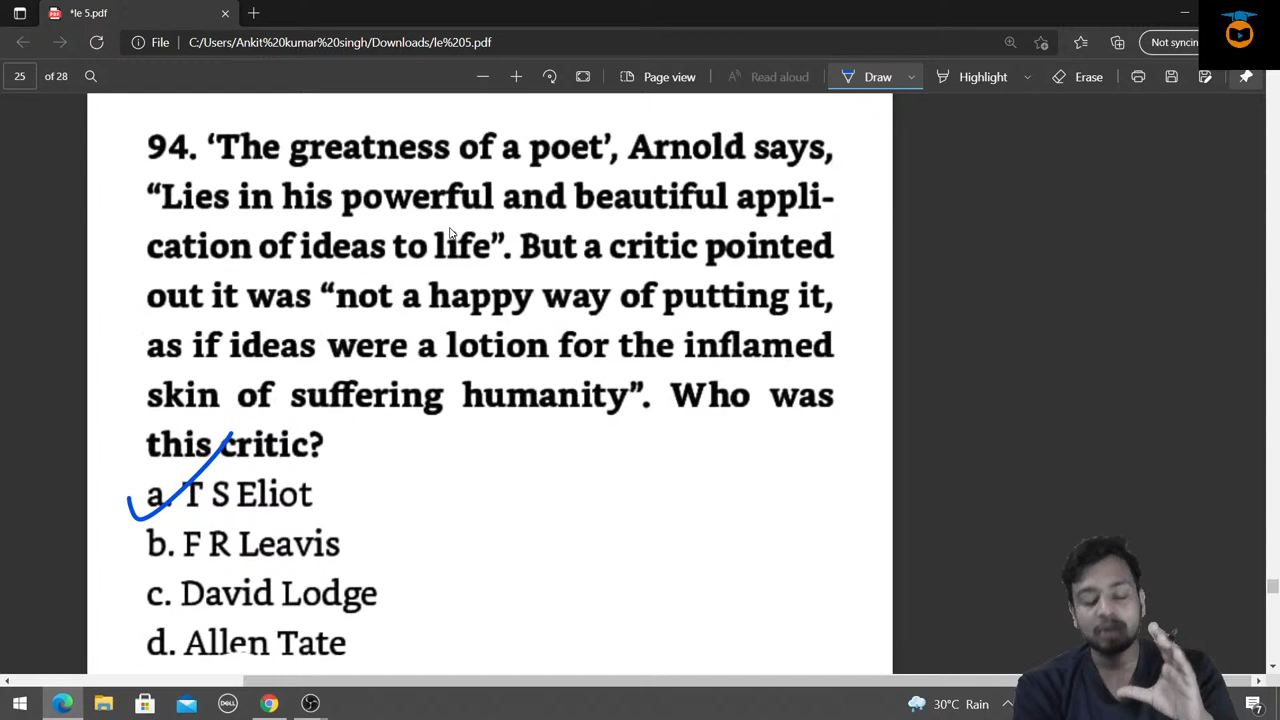 *le 5.pdf
File C:/Users/Ankit%20kumar%20singh/Downloads/le%205.pdf Not syncin
25 of 28 Page view Read aloud Draw Highlight Erase
94. ‘The greatness of a poet’, Arnold says,
“Lies in his powerful and beautiful appli-
cation of ideas to life”. But a critic pointed
out it was “not a happy way of putting it,
as if ideas were a lotion for the inflamed
skin of suffering humanity”. Who was
this critic?
a. T S Eliot
b. F R Leavis
c. David Lodge
d. Allen Tate
DELL 30°C Rain 7